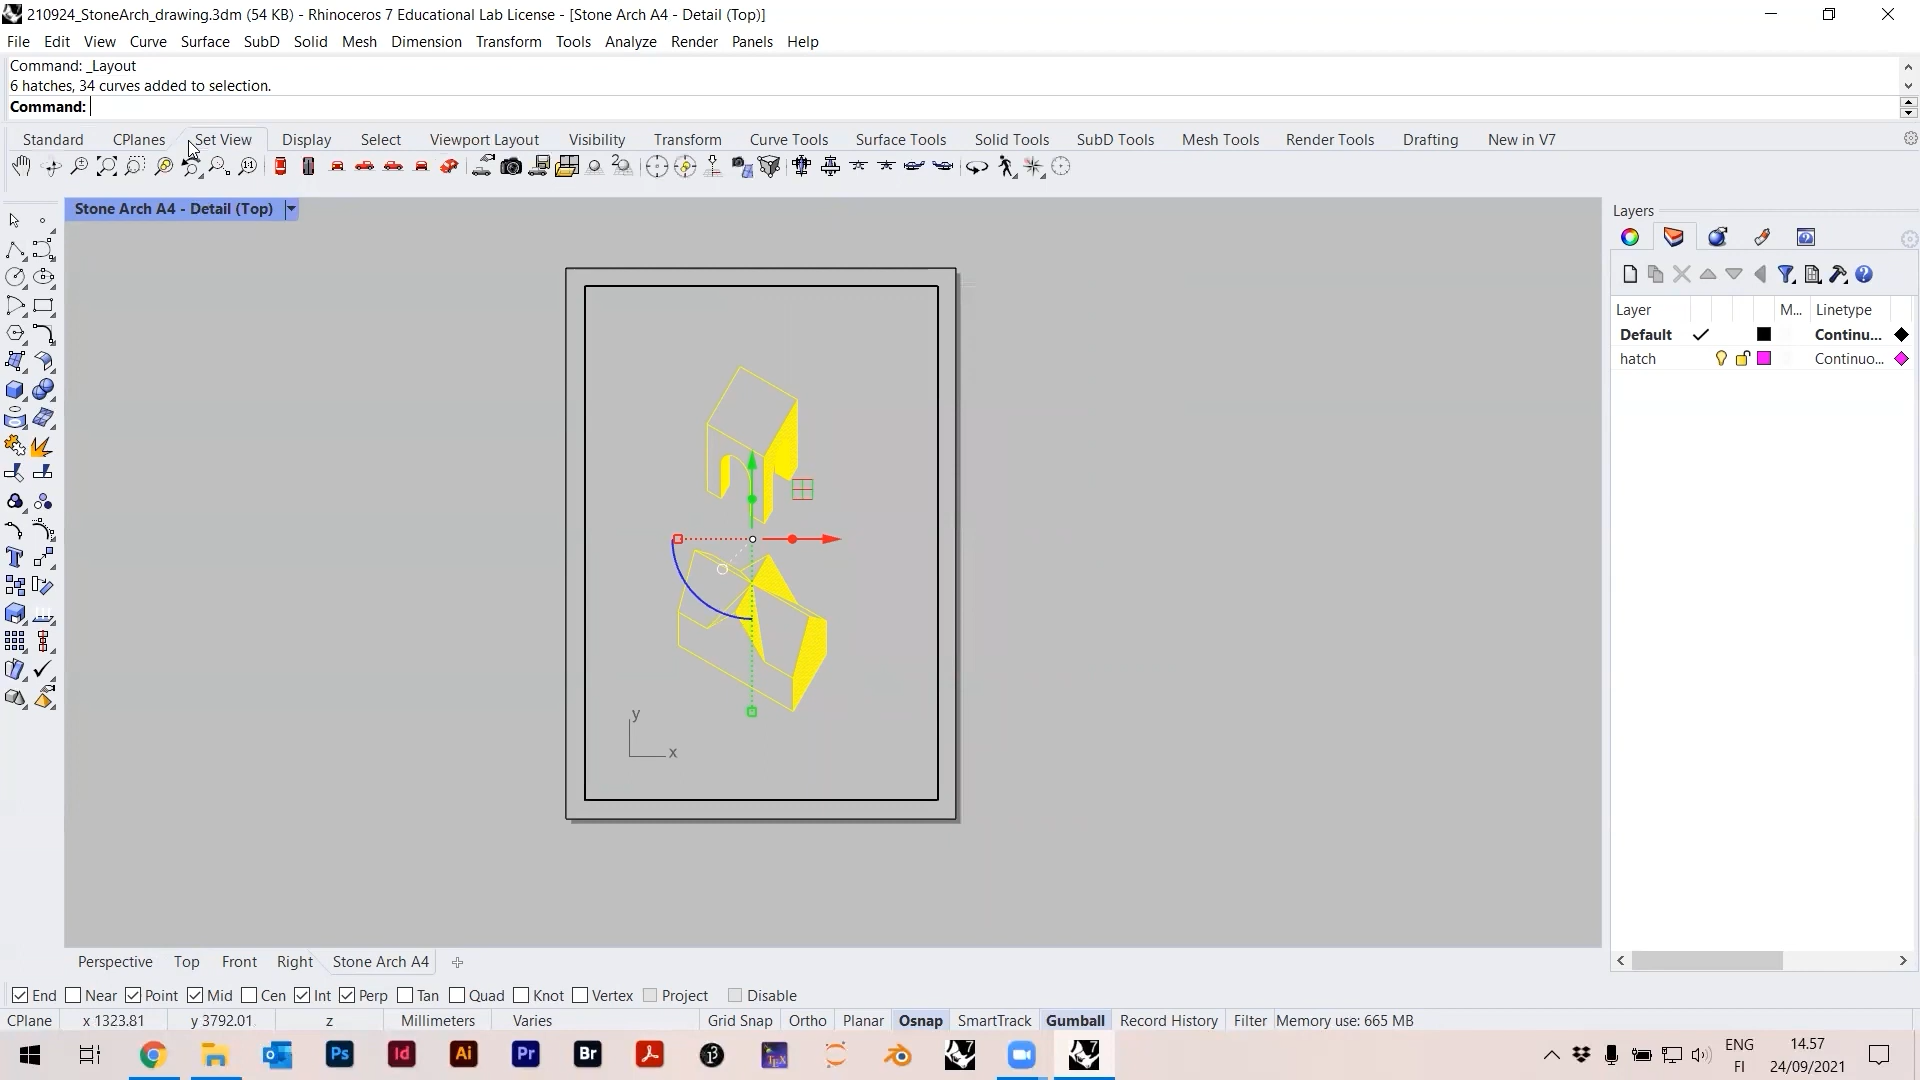 210924_StoneArch_drawing.3dm (54 KB) - Rhinoceros 7 Educational Lab License - [Stone Arch A4 - Detail (Top)]
File Edit View Curve Surface SubD Solid Mesh Dimension Transform Tools Analyze Render Panels Help
Command: _Layout
6 hatches, 34 curves added to selection.
Command:
Standard CPlanes Set View Display Select Viewport Layout Visibility Transform Curve Tools Surface Tools Solid Tools SubD Tools Mesh Tools Render Tools Drafting New in V7
Stone Arch A4 - Detail (Top)
Layers
Layer M... Linetype
Default Continu...
hatch Continuo...
y
x
Perspective Top Front Right Stone Arch A4
End Near Point Mid Cen Int Perp Tan Quad Knot Vertex Project Disable
CPlane x 1323.81 y 3792.01 z Millimeters Varies Grid Snap Ortho Planar Osnap SmartTrack Gumball Record History Filter Memory use: 665 MB
Ps Id Ai Pr Br
ENG 14.57
FI 24/09/2021